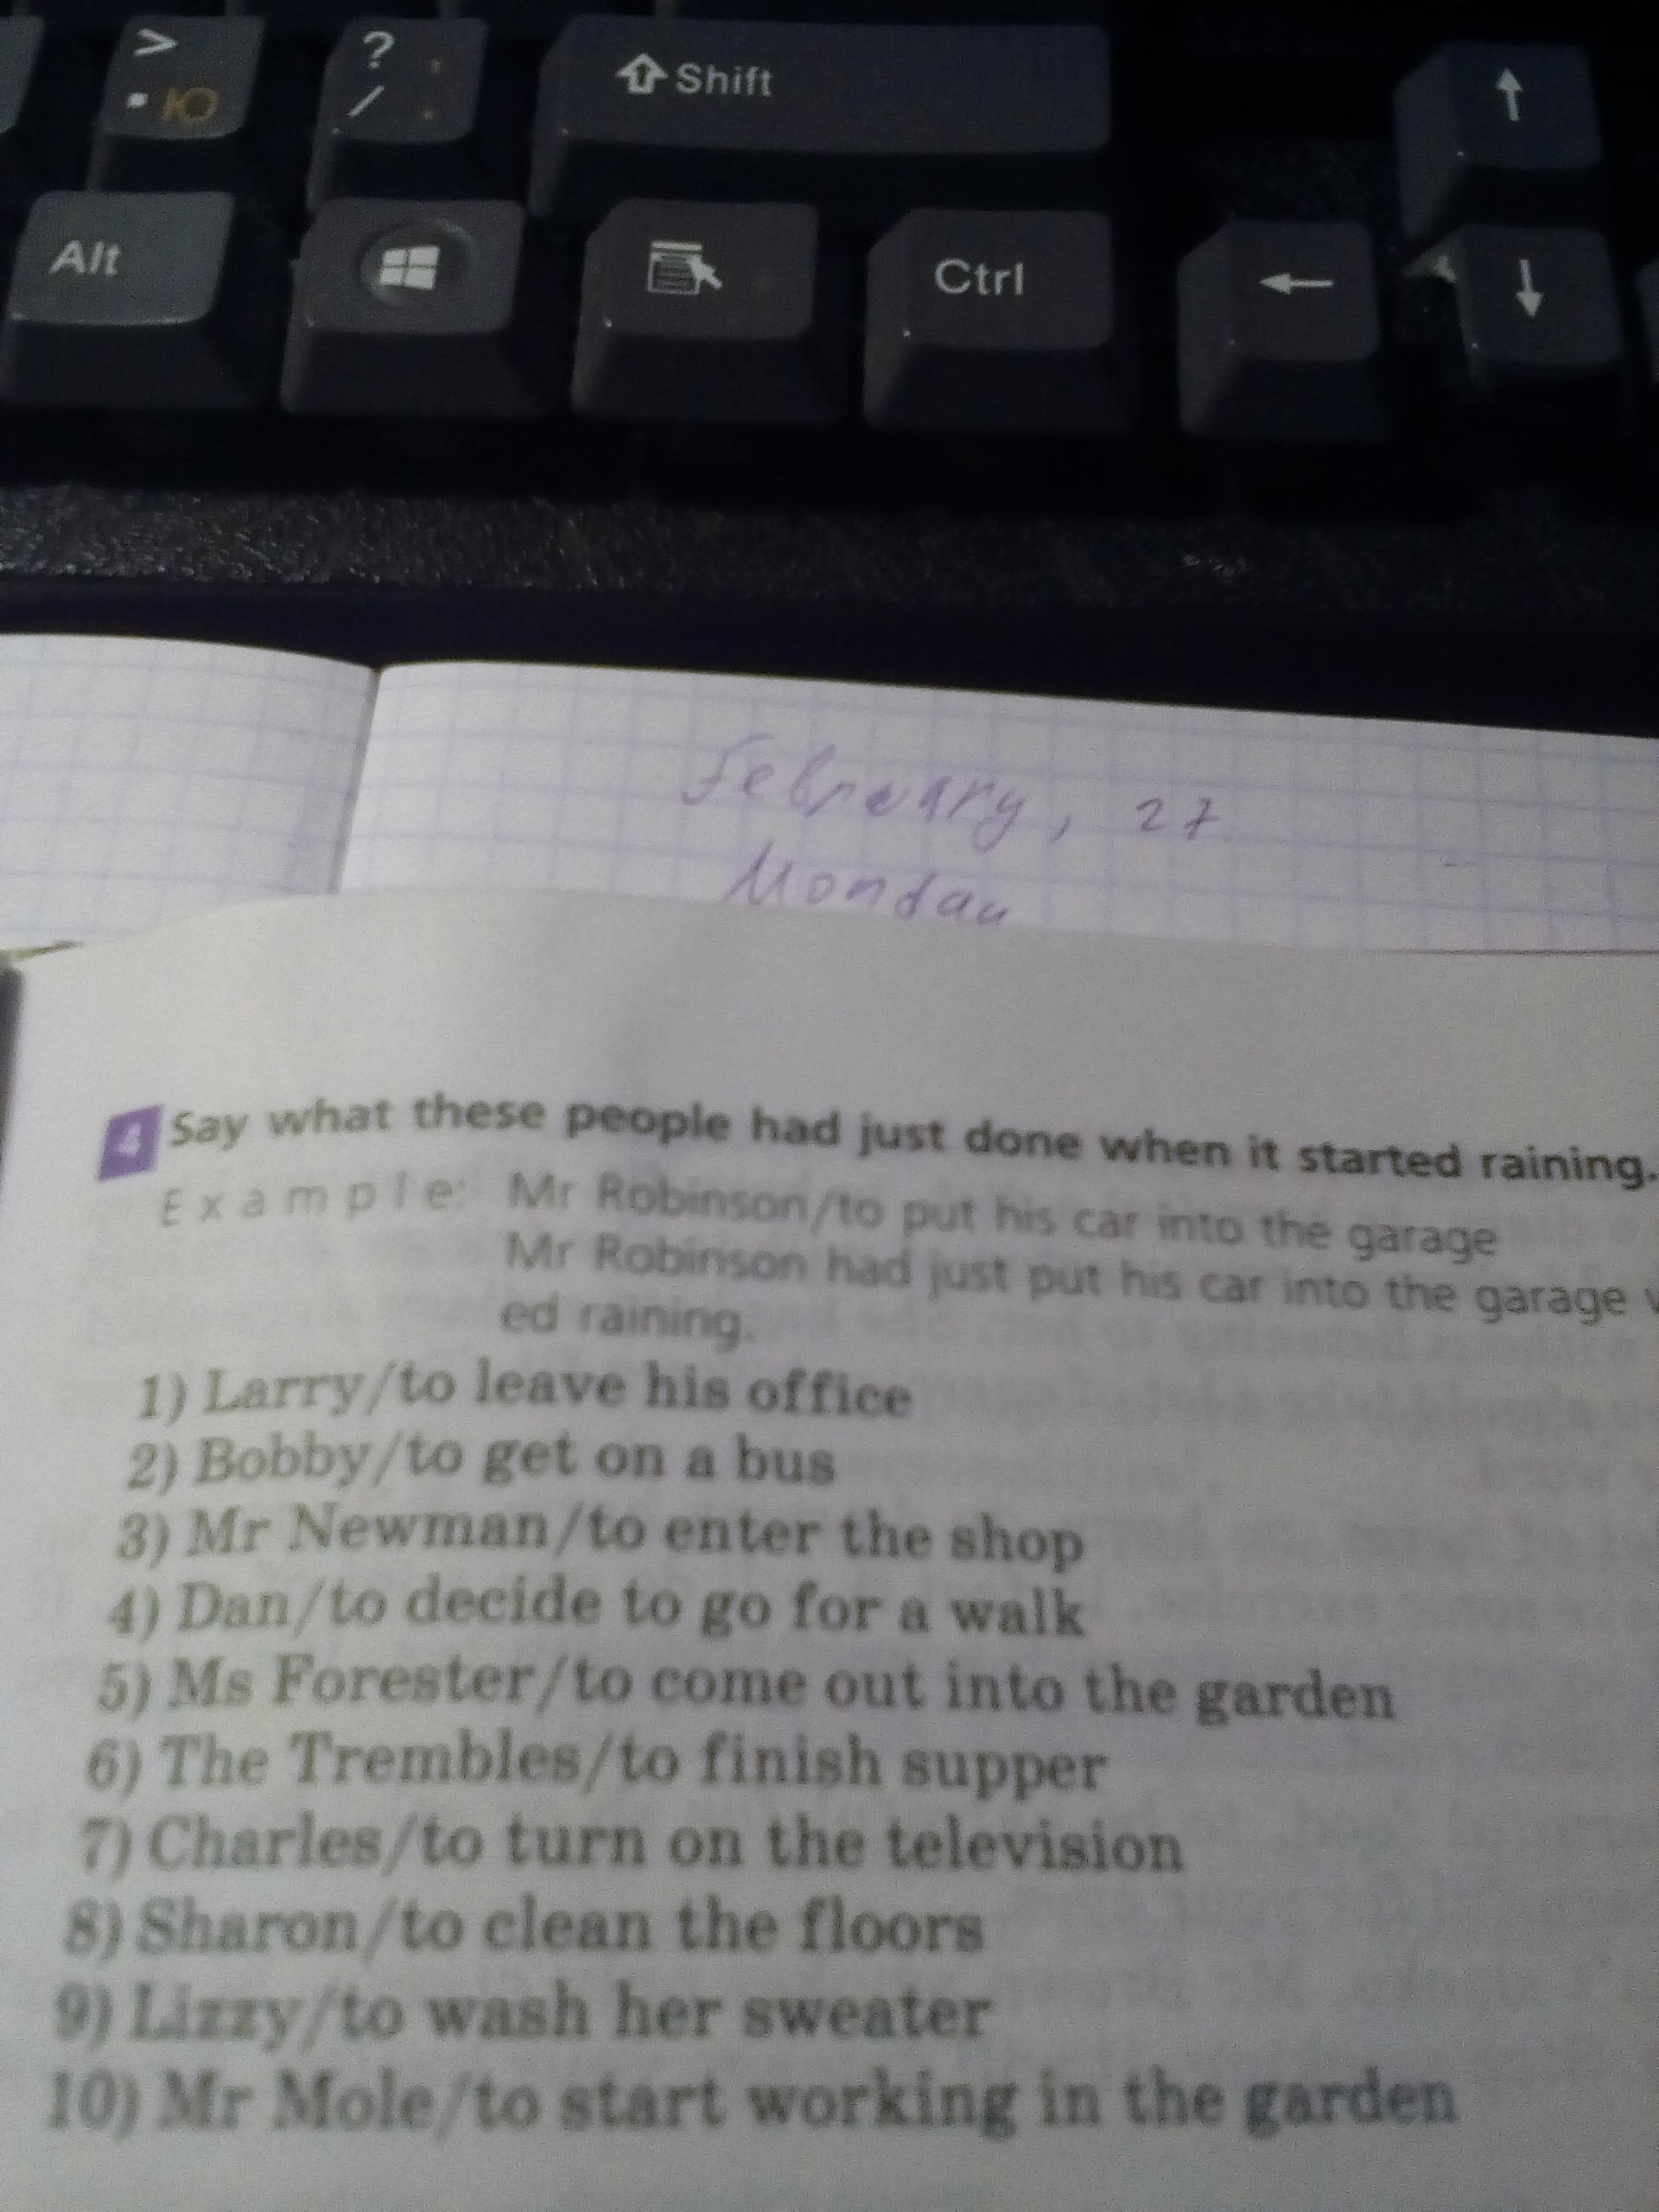 > ?
. Ю / . Shift ↑
Alt Ctrl ← ↓
February, 27
Monday
4 Say what these people had just done when it started raining.
Example: Mr Robinson/to put his car into the garage
Mr Robinson had just put his car into the garage
ed raining.
1) Larry/to leave his office
2) Bobby/to get on a bus
3) Mr Newman/to enter the shop
4) Dan/to decide to go for a walk
5) Ms Forester/to come out into the garden
6) The Trembles/to finish supper
7) Charles/to turn on the television
8) Sharon/to clean the floors
9) Lizzy/to wash her sweater
10) Mr Mole/to start working in the garden